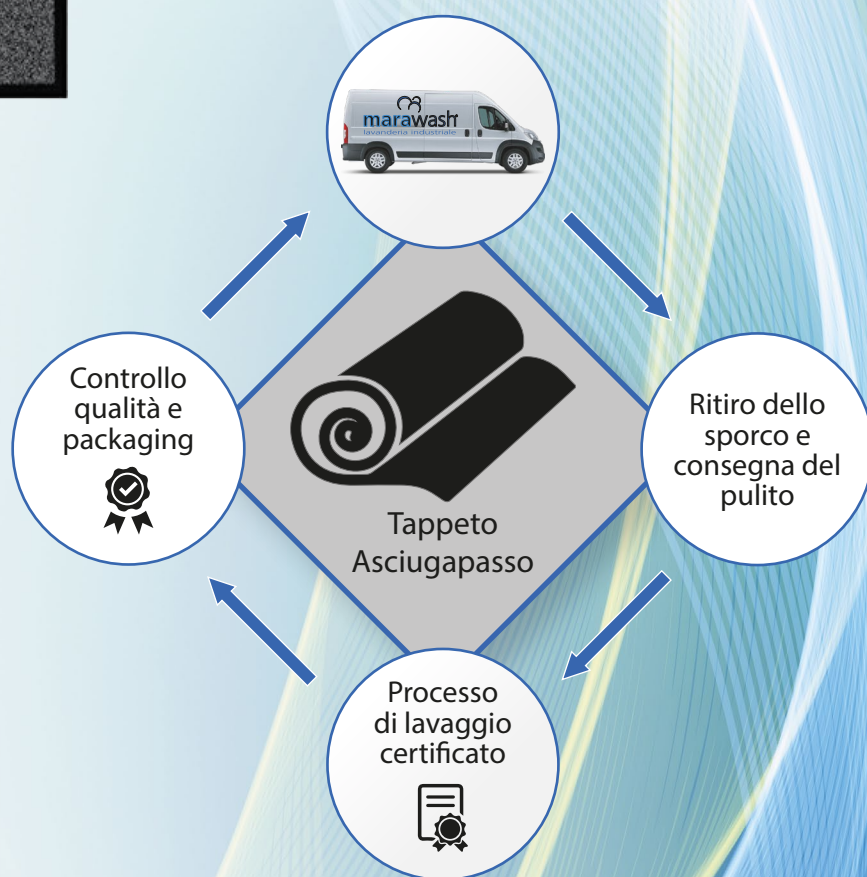 marawash
lavanderia industriale
Controllo
qualità e
packaging
Ritiro dello
sporco e
consegna del
pulito
Tappeto
Asciugapasso
Processo
di lavaggio
certificato